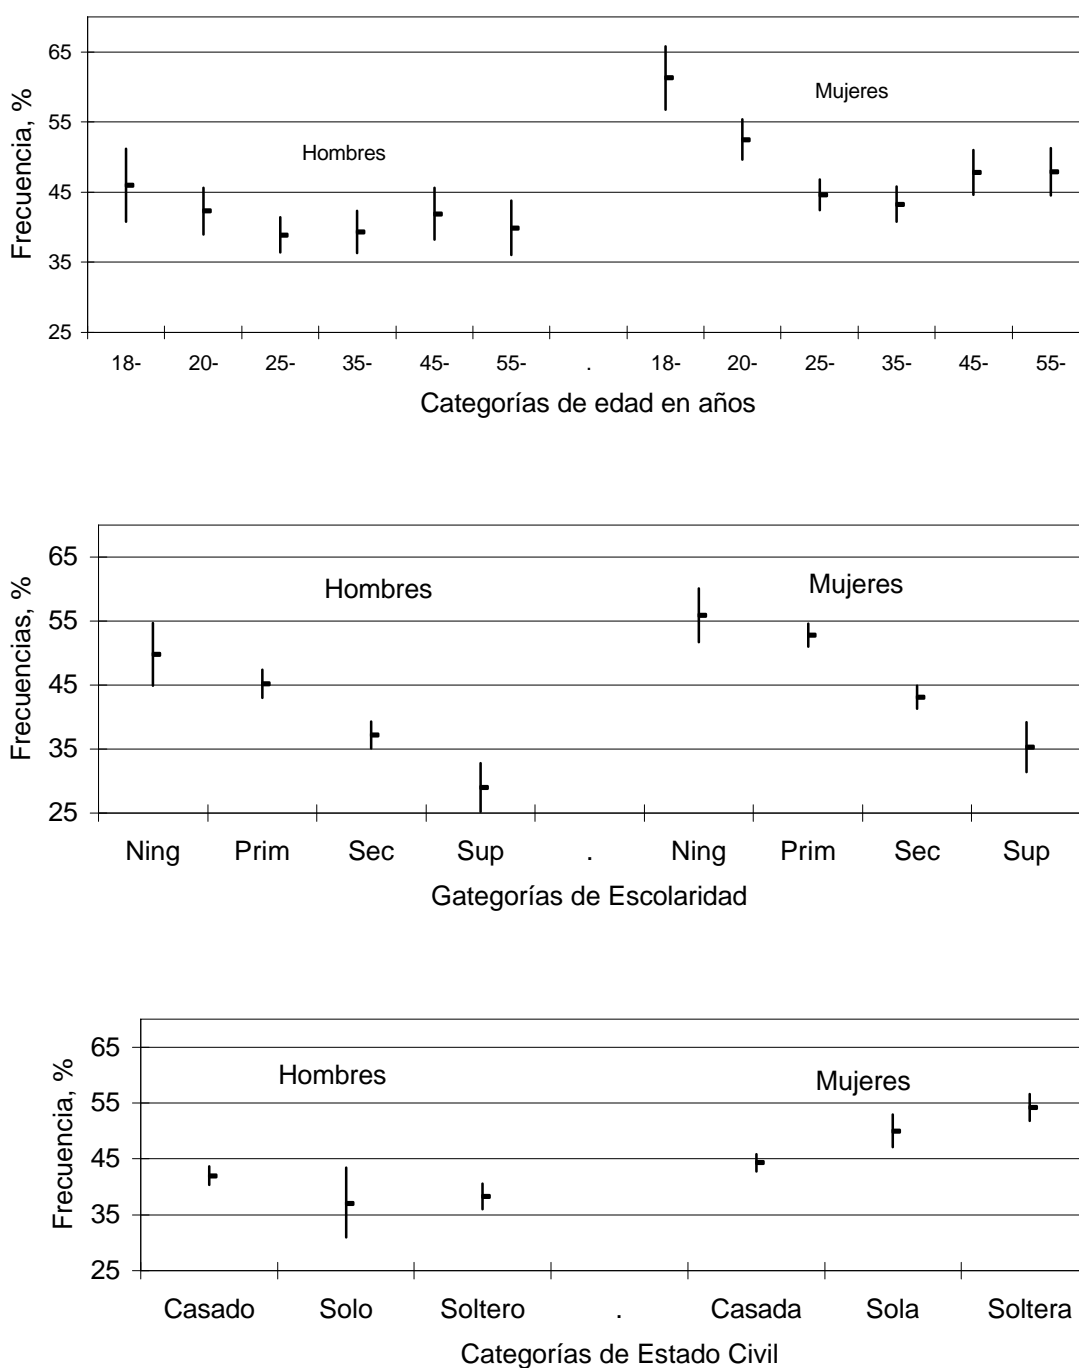 65
Mujeres
55
Hombres
45
35
25
Frecuencia, %
18- 20- 25- 35- 45- 55- . 18- 20- 25- 35- 45- 55-
Categorías de edad en años
65
Hombres Mujeres
55
45
35
25
Frecuencias, %
Ning Prim Sec Sup . Ning Prim Sec Sup
Gategorías de Escolaridad
65
Hombres Mujeres
55
45
35
25
Frecuencia, %
Casado Solo Soltero . Casada Sola Soltera
Categorías de Estado Civil